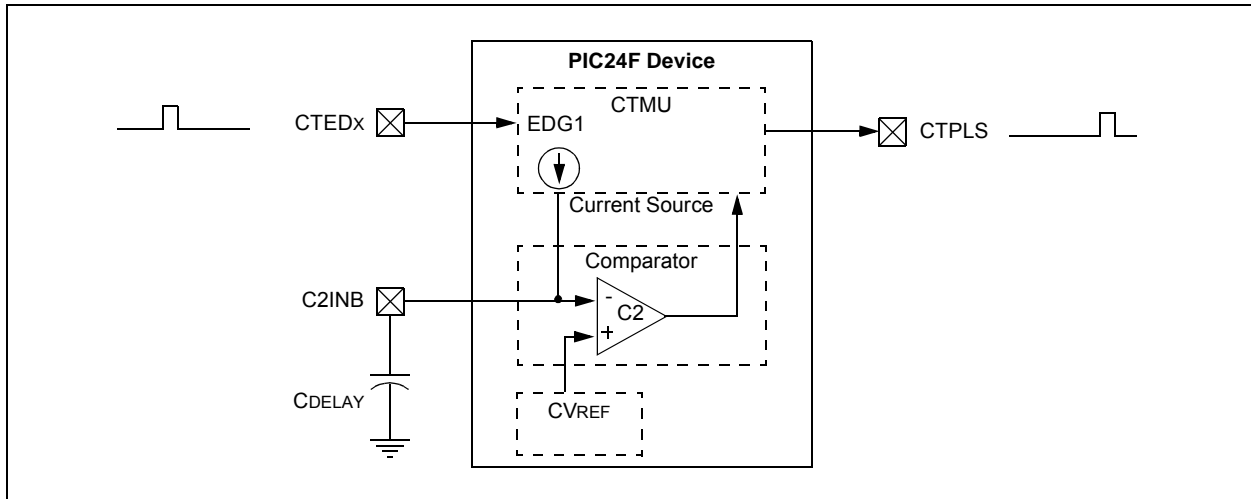 PIC24F Device
CTMU
CTEDX
EDG1
CTPLS
Current Source
Comparator
C2INB
-
C2
+
CDELAY
CVREF